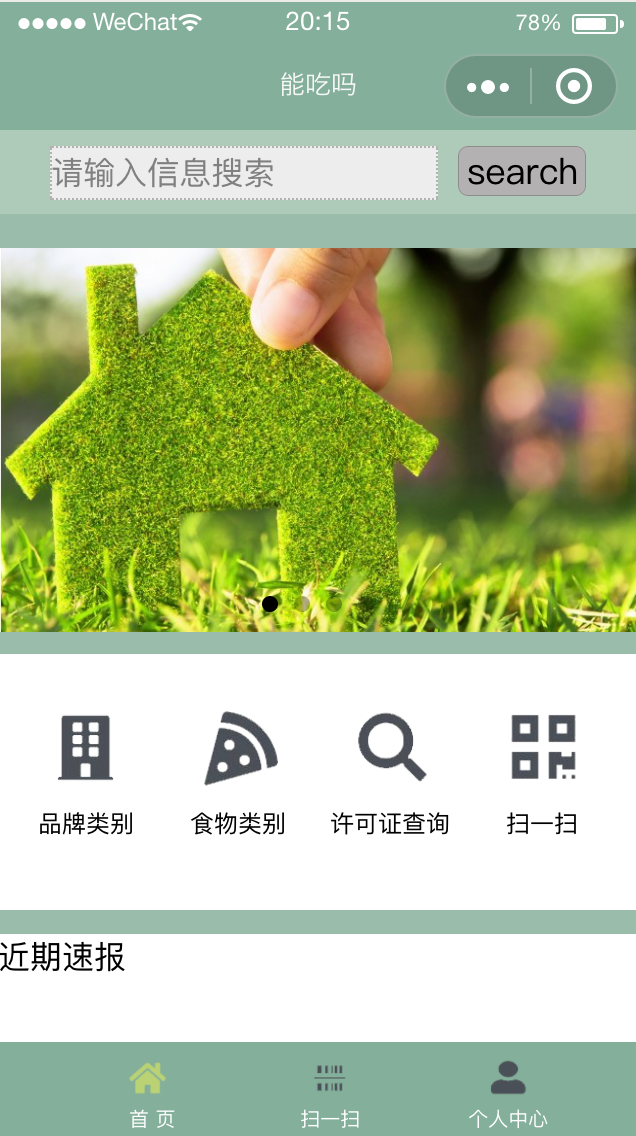 WeChat 20:15 78%
能吃吗
请输入信息搜索 search
品牌类别 食物类别 许可证查询 扫一扫
近期速报
首 页 扫一扫 个人中心